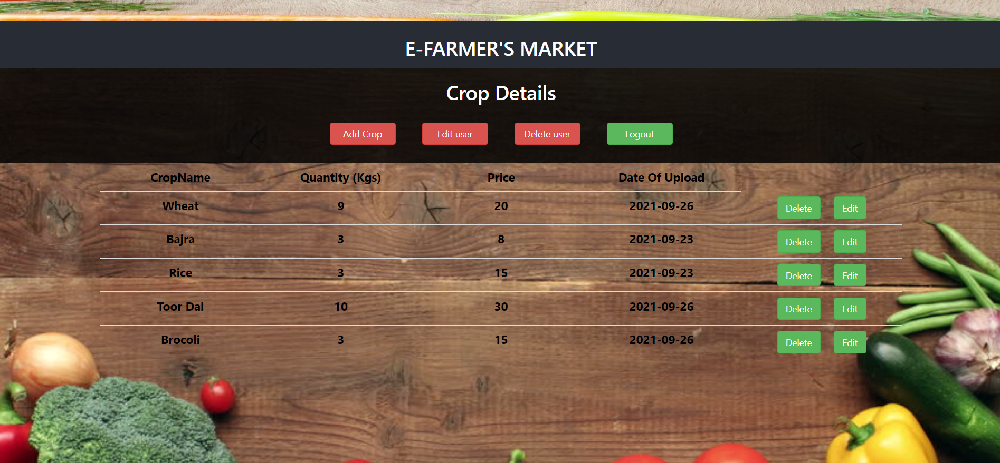 E-FARMER'S MARKET
Crop Details
Add Crop Edit user Delete user Logout
CropName Quantity (Kgs) Price Date Of Upload
Wheat 9 20 2021-09-26 Delete Edit
Bajra 3 8 2021-09-23 Delete Edit
Rice 3 15 2021-09-23 Delete Edit
Toor Dal 10 30 2021-09-26 Delete Edit
Brocoli 3 15 2021-09-26 Delete Edit